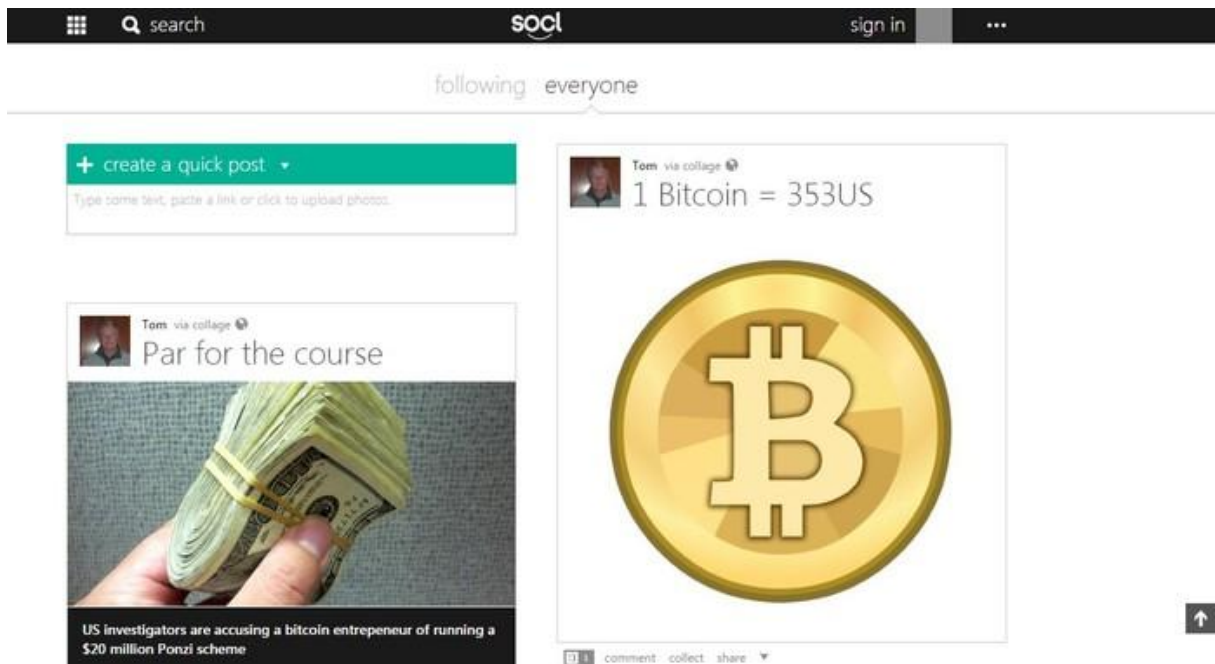 search
socl
sign in
...
following everyone
+ create a quick post
Type some text, paste a link or click to upload photos.
Tom via collage
1 Bitcoin = 353US
Tom via collage
Par for the course
US investigators are accusing a bitcoin entrepeneur of running a
$20 million Ponzi scheme
comment collect share